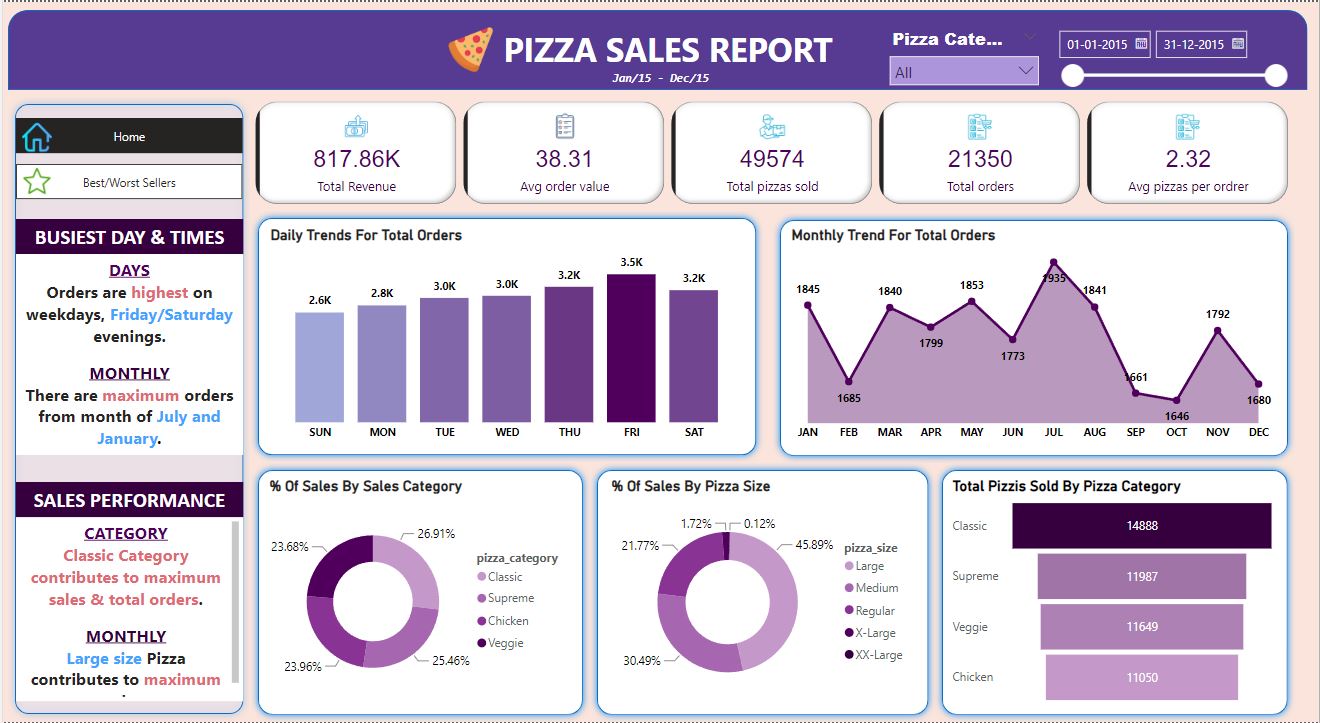 PIZZA SALES REPORT
Jan/15 - Dec/15
Pizza Cate...
All
01-01-2015
31-12-2015
Home
Best/Worst Sellers
BUSIEST DAY & TIMES
DAYS
Orders are highest on
weekdays, Friday/Saturday
evenings.
MONTHLY
There are maximum orders
from month of July and
January.
SALES PERFORMANCE
CATEGORY
Classic Category
contributes to maximum
sales & total orders.
MONTHLY
Large size Pizza
contributes to maximum
817.86K
Total Revenue
38.31
Avg order value
49574
Total pizzas sold
21350
Total orders
2.32
Avg pizzas per ordrer
Daily Trends For Total Orders
2.6K
2.8K
3.0K
3.0K
3.2K
3.5K
3.2K
SUN
MON
TUE
WED
THU
FRI
SAT
Monthly Trend For Total Orders
1845
1685
1840
1799
1853
1773
1935
1841
1661
1646
1792
1680
JAN
FEB
MAR
APR
MAY
JUN
JUL
AUG
SEP
OCT
NOV
DEC
% Of Sales By Sales Category
26.91%
25.46%
23.96%
23.68%
pizza_category
Classic
Supreme
Chicken
Veggie
% Of Sales By Pizza Size
1.72%
0.12%
45.89%
30.49%
21.77%
pizza_size
Large
Medium
Regular
X-Large
XX-Large
Total Pizzis Sold By Pizza Category
Classic
14888
Supreme
11987
Veggie
11649
Chicken
11050